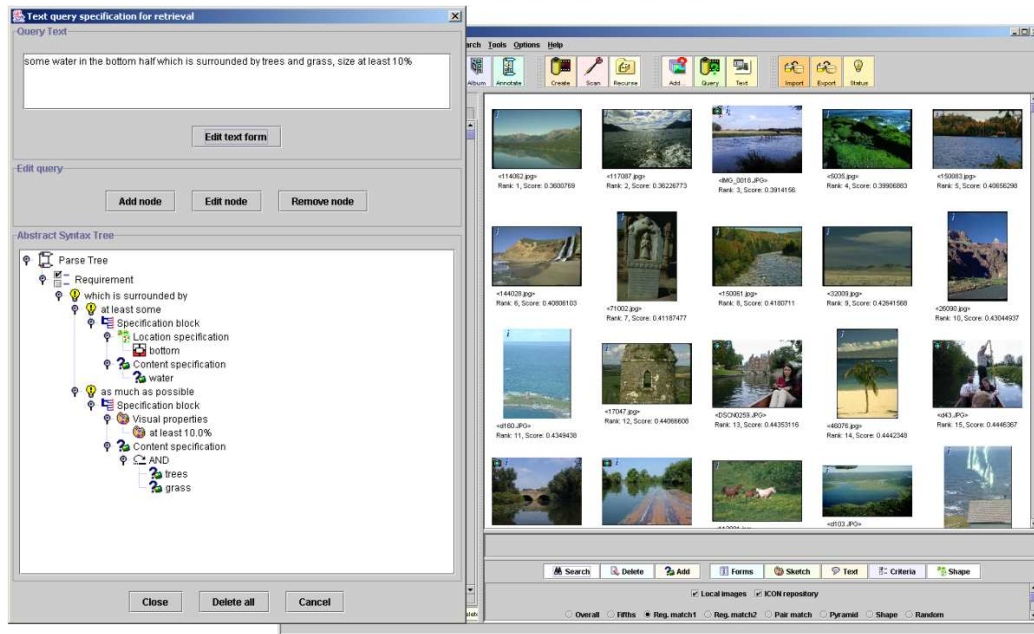 Text query specification for retrieval
Query Text
some water in the bottom half which is surrounded by trees and grass, size at least 10%
Edit text form
Edit query
Add node Edit node Remove node
Abstract Syntax Tree
Parse Tree
Requirement
which is surrounded by
at least some
Specification block
Location specification
bottom
Content specification
water
as much as possible
Specification block
Visual properties
at least 10.0%
Content specification
AND
trees
grass
Close Delete all Cancel
Tools Options Help
Album Annotate Create Scan Recurse Add Query Text Import Export Status
<114062.jpg> <117087.jpg> <IMG_0018.JPG> <5035.jpg> <150083.jpg>
Rank: 1, Score: 0.3600769 Rank: 2, Score: 0.36226773 Rank: 3, Score: 0.3914156 Rank: 4, Score: 0.39906883 Rank: 5, Score: 0.40656298
<144028.jpg> <71002.jpg> <150061.jpg> <32009.jpg> <26098.jpg>
Rank: 6, Score: 0.40806103 Rank: 7, Score: 0.41187477 Rank: 8, Score: 0.4180711 Rank: 9, Score: 0.42641568 Rank: 10, Score: 0.43044937
<d160.JPG> <17047.jpg> <DSCN0259.JPG> <46076.jpg> <d43.JPG>
Rank: 11, Score: 0.4349438 Rank: 12, Score: 0.44066606 Rank: 13, Score: 0.44353116 Rank: 14, Score: 0.4442348 Rank: 15, Score: 0.4446367
<d103.JPG>
Search Delete Add Forms Sketch Text Criteria Shape
Local images ICON repository
Overall Fifths Reg. match1 Reg. match2 Pair match Pyramid Shape Random